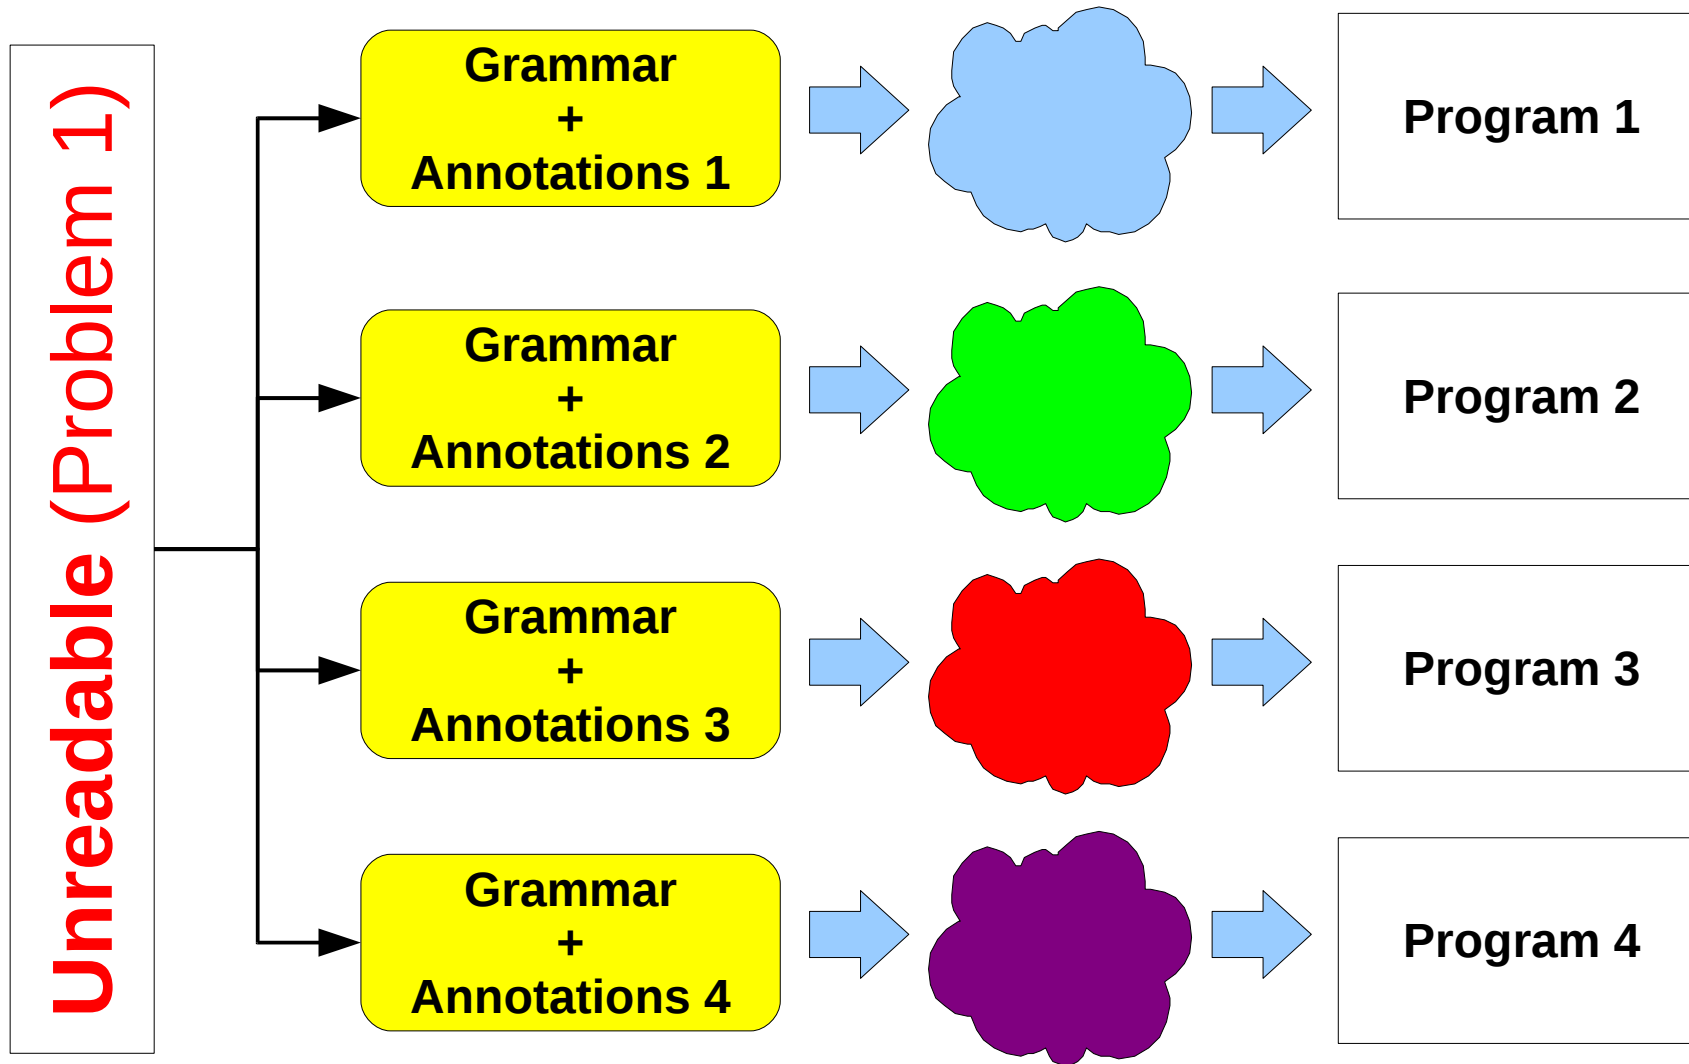 Unreadable (Problem 1)
Grammar
+
Annotations 1
Program 1
Grammar
+
Annotations 2
Program 2
Grammar
+
Annotations 3
Program 3
Grammar
+
Annotations 4
Program 4